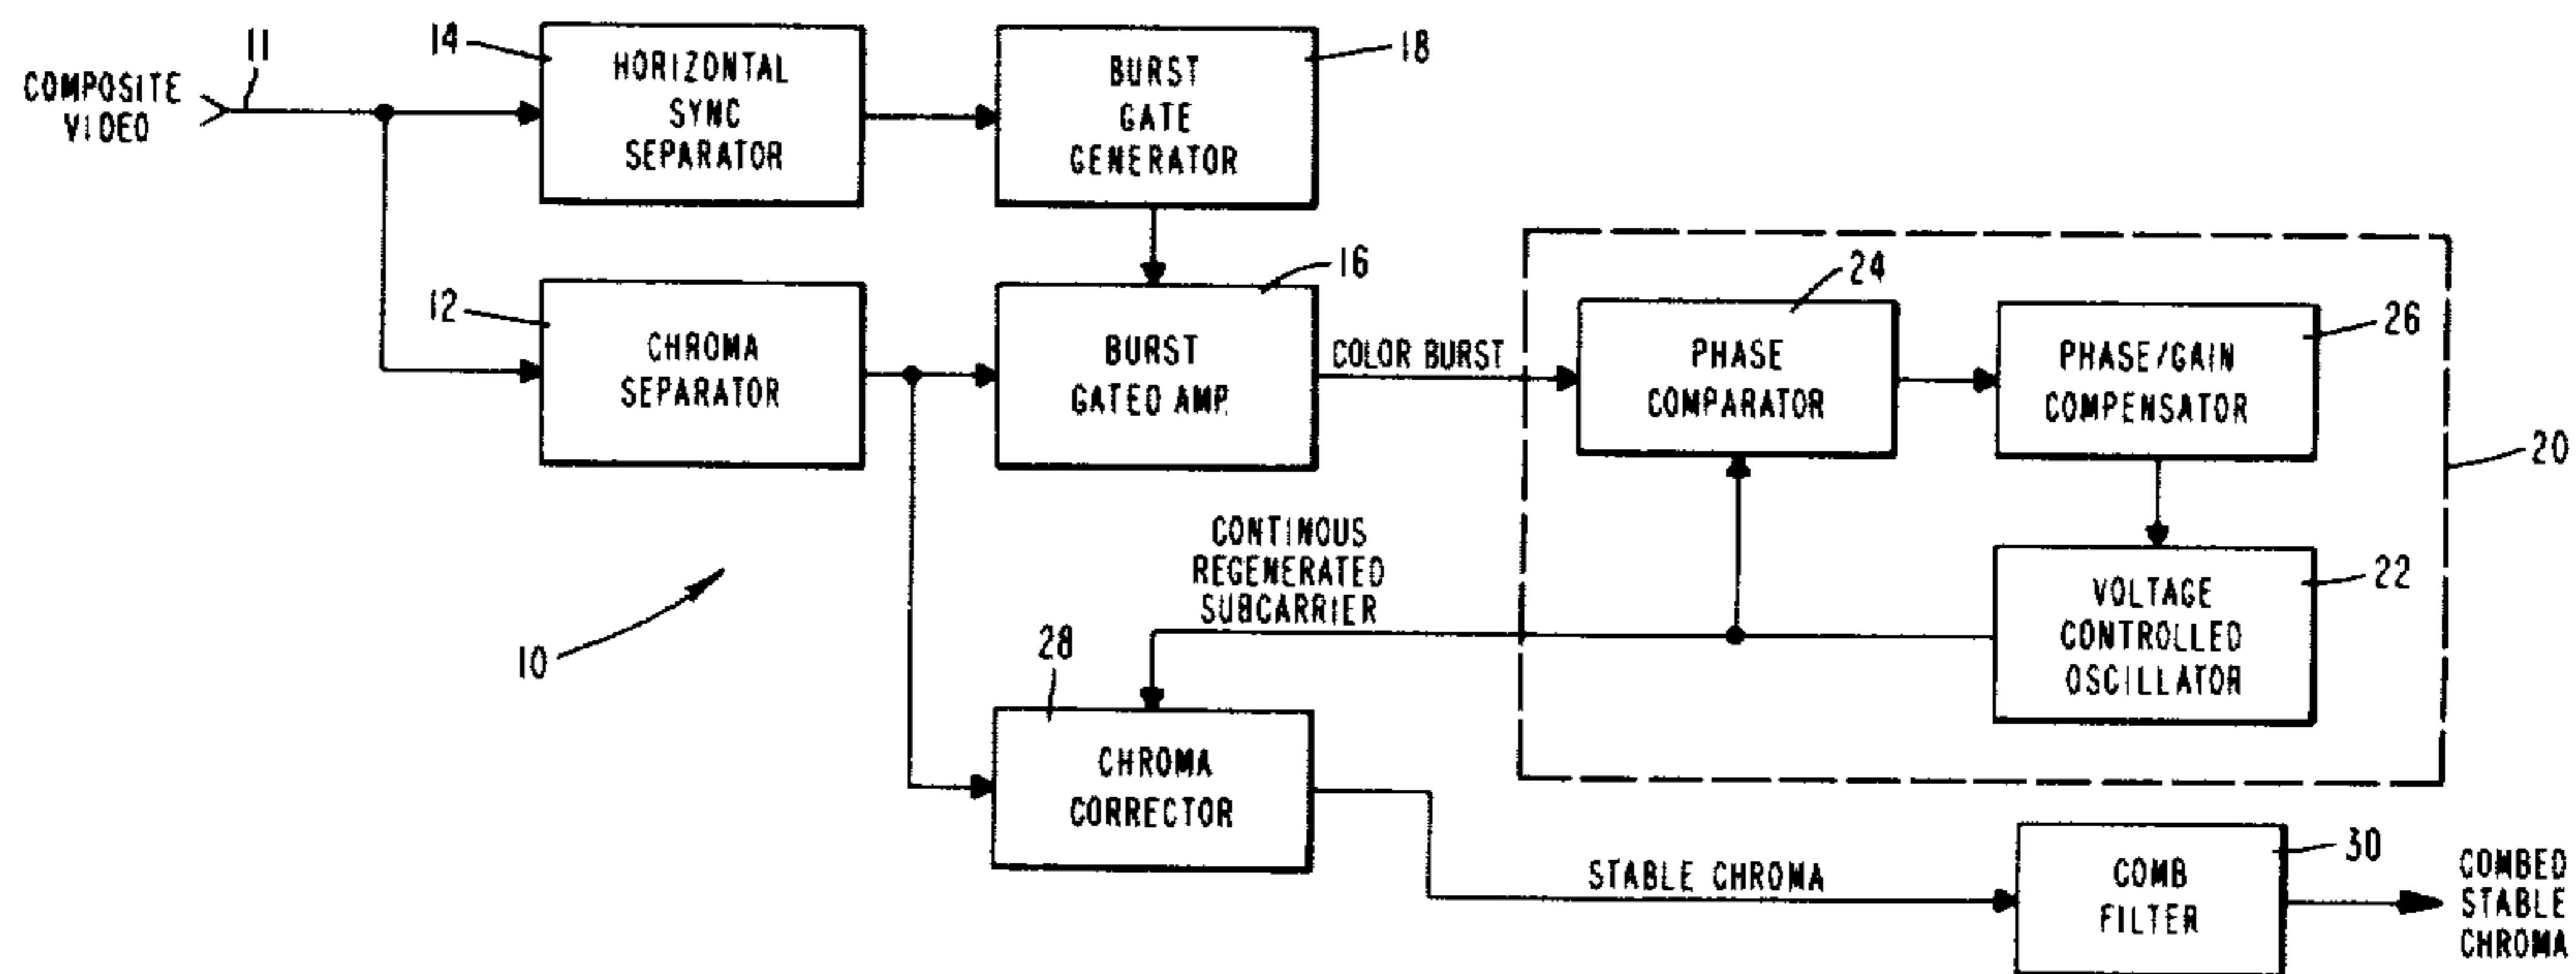 COMPOSITE
VIDEO
11
14
HORIZONTAL
SYNC
SEPARATOR
BURST
GATE
GENERATOR
18
12
CHROMA
SEPARATOR
BURST
GATED AMP.
16
COLOR BURST
PHASE
COMPARATOR
24
PHASE/GAIN
COMPENSATOR
26
20
VOLTAGE
CONTROLLED
OSCILLATOR
22
CONTINOUS
REGENERATED
SUBCARRIER
10
28
CHROMA
CORRECTOR
STABLE CHROMA
COMB
FILTER
30
COMBED
STABLE
CHROMA